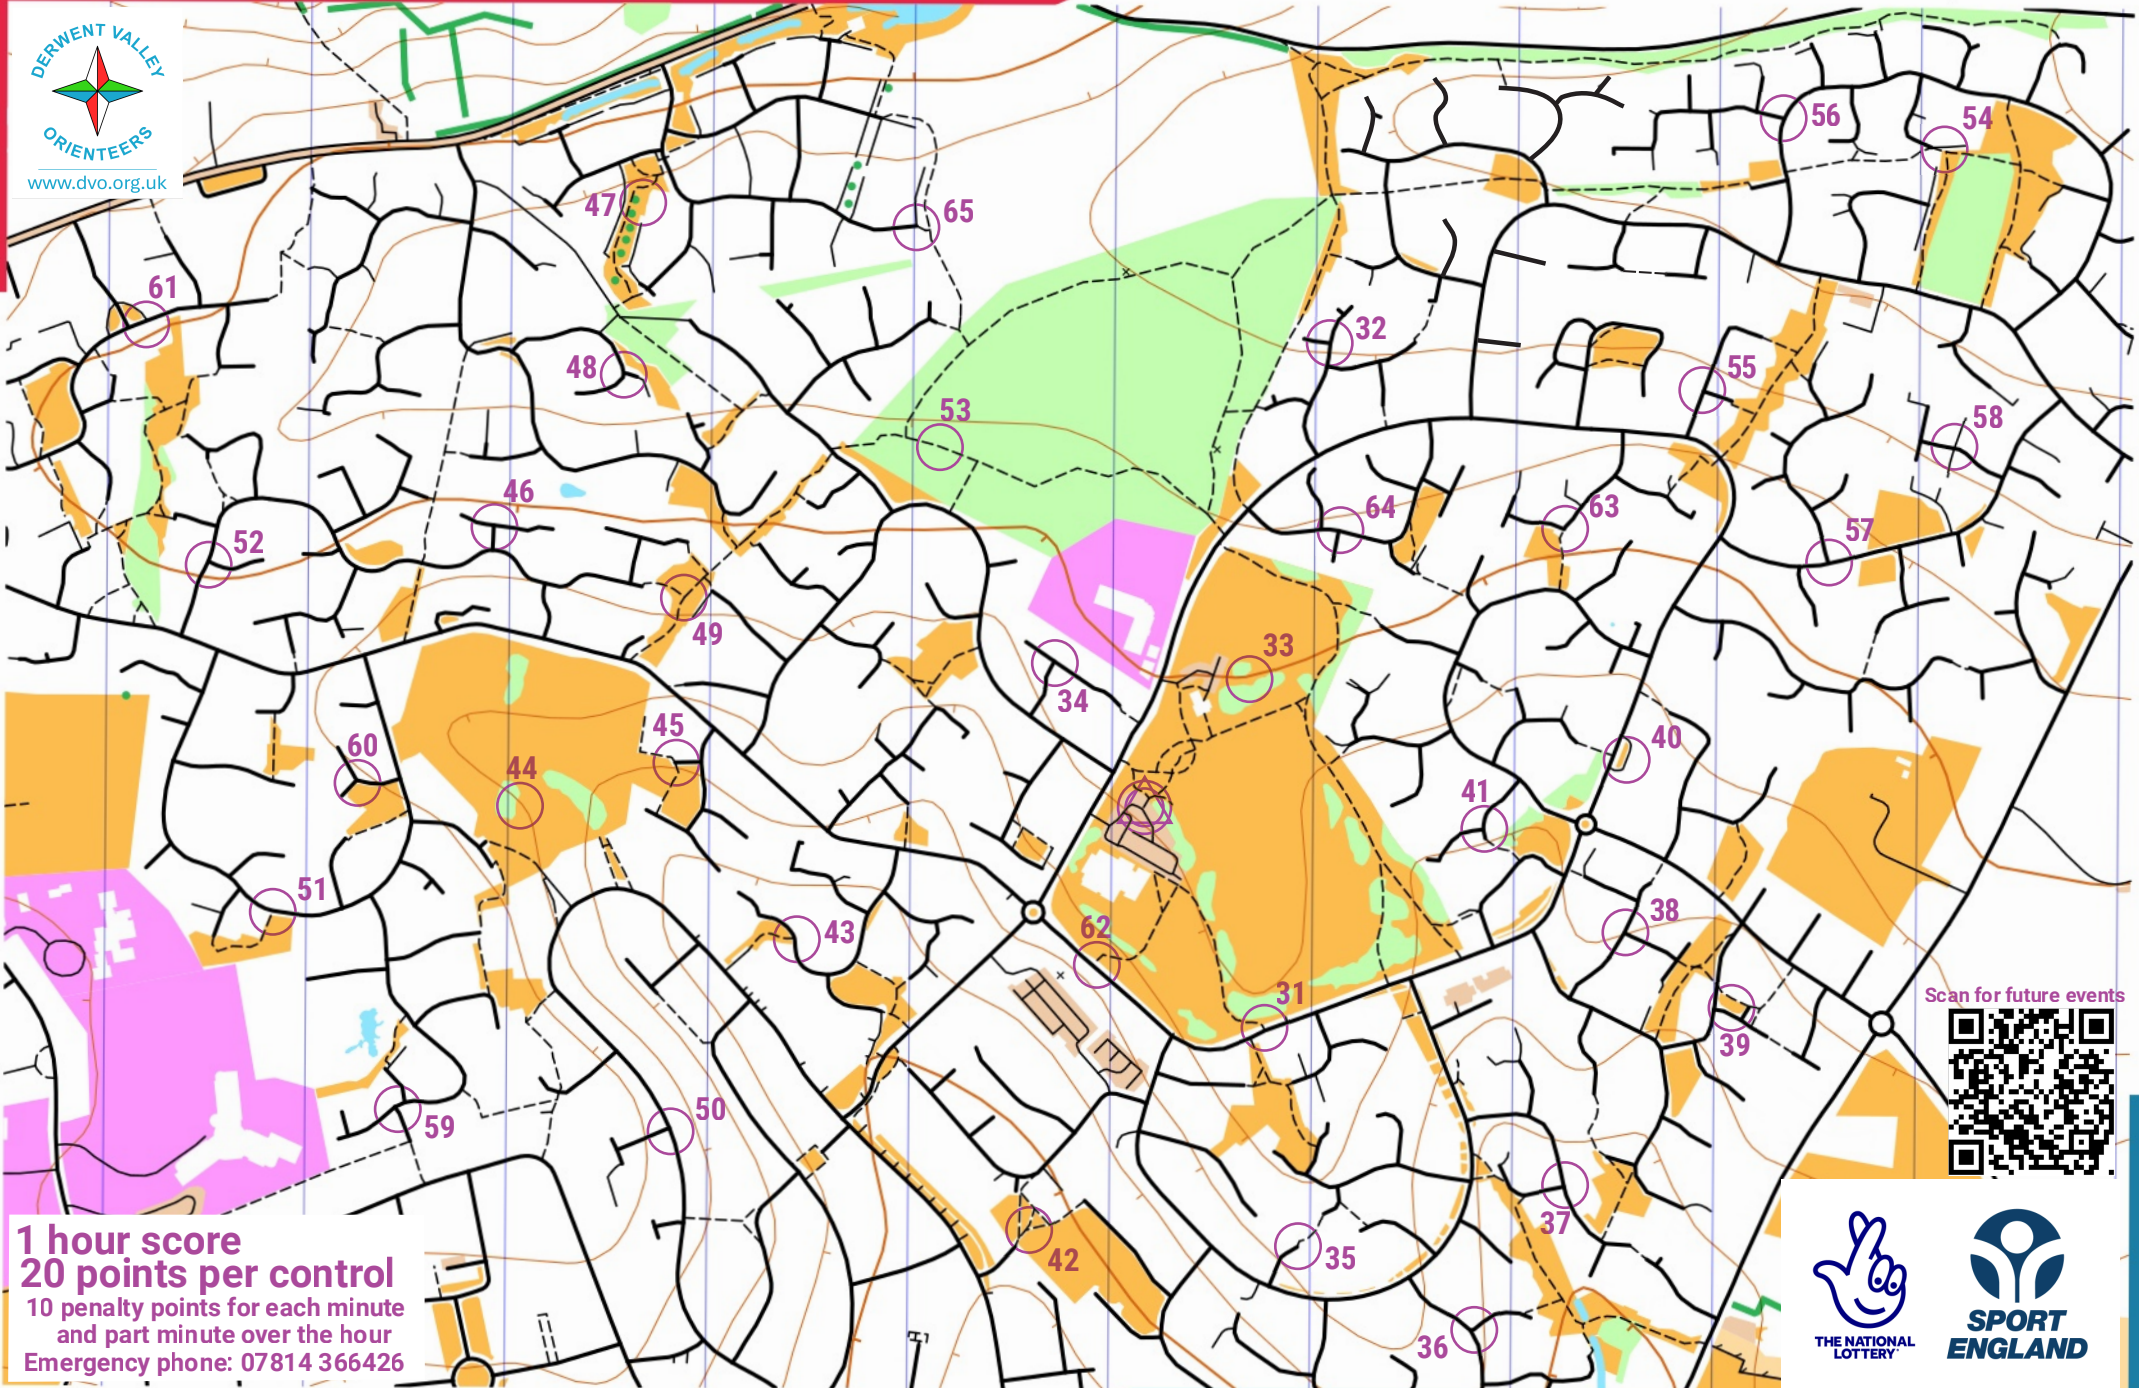 DERWENT VALLEY
ORIENTEERS
www.dvo.org.uk
56
54
47
65
61
32
48
55
53
58
46
64
63
57
52
49
33
34
45
60
44
40
41
51
38
43
62
31
39
59
50
37
42
35
36
Scan for future events
1 hour score
20 points per control
10 penalty points for each minute
and part minute over the hour
Emergency phone: 07814 366426
THE NATIONAL
LOTTERY
SPORT
ENGLAND